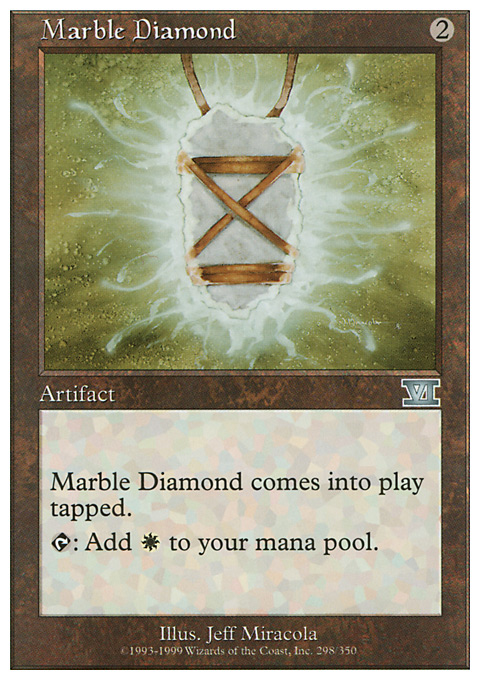 Marble Diamond 2
Artifact VI
Marble Diamond comes into play
tapped.
: Add to your mana pool.
Illus. Jeff Miracola
©1993-1999 Wizards of the Coast, Inc. 298/350